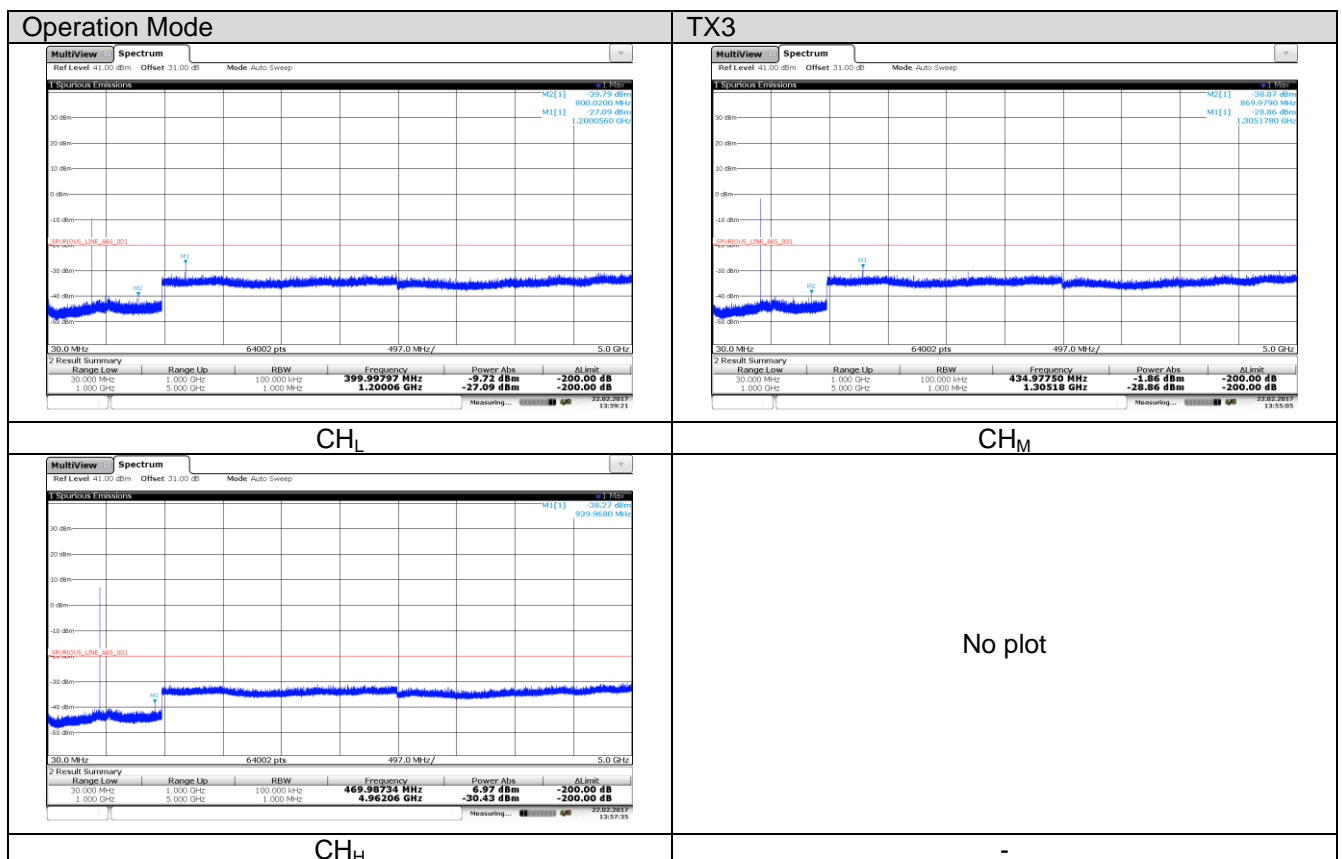 Operation Mode TX3
MultiView Spectrum
Ref Level 41.00 dBm Offset 31.00 dB Mode Auto Sweep
1 Spurious Emissions 1 Max
M2[1] -39.79 dBm
800.0200 MHz
M1[1] -27.09 dBm
1.2000560 GHz
30 dBm
20 dBm
10 dBm
0 dBm
-10 dBm
SPURIOUS_LINE_ABS_001
-20 dBm
M1
-30 dBm
M2
-40 dBm
-50 dBm
30.0 MHz 64002 pts 497.0 MHz/ 5.0 GHz
2 Result Summary
Range Low Range Up RBW Frequency Power Abs ΔLimit
30.000 MHz 1.000 GHz 100.000 kHz 399.99797 MHz -9.72 dBm -200.00 dB
1.000 GHz 5.000 GHz 1.000 MHz 1.20006 GHz -27.09 dBm -200.00 dB
Measuring... 22.02.2017
13:59:21
MultiView Spectrum
Ref Level 41.00 dBm Offset 31.00 dB Mode Auto Sweep
1 Spurious Emissions 1 Max
M2[1] -38.87 dBm
869.9790 MHz
M1[1] -28.86 dBm
1.3051780 GHz
30 dBm
20 dBm
10 dBm
0 dBm
-10 dBm
SPURIOUS_LINE_ABS_001
-20 dBm
M1
-30 dBm
M2
-40 dBm
-50 dBm
30.0 MHz 64002 pts 497.0 MHz/ 5.0 GHz
2 Result Summary
Range Low Range Up RBW Frequency Power Abs ΔLimit
30.000 MHz 1.000 GHz 100.000 kHz 434.97750 MHz -1.86 dBm -200.00 dB
1.000 GHz 5.000 GHz 1.000 MHz 1.30518 GHz -28.86 dBm -200.00 dB
Measuring... 22.02.2017
13:55:05
CHL CHM
MultiView Spectrum
Ref Level 41.00 dBm Offset 31.00 dB Mode Auto Sweep
1 Spurious Emissions 1 Max
M1[1] -38.27 dBm
939.9680 MHz
30 dBm
20 dBm
10 dBm
0 dBm
-10 dBm
SPURIOUS_LINE_ABS_001
-20 dBm
-30 dBm
M1
-40 dBm
-50 dBm
30.0 MHz 64002 pts 497.0 MHz/ 5.0 GHz
2 Result Summary
Range Low Range Up RBW Frequency Power Abs ΔLimit
30.000 MHz 1.000 GHz 100.000 kHz 469.98734 MHz 6.97 dBm -200.00 dB
1.000 GHz 5.000 GHz 1.000 MHz 4.96206 GHz -30.43 dBm -200.00 dB
Measuring... 22.02.2017
13:57:35
No plot
CHH -